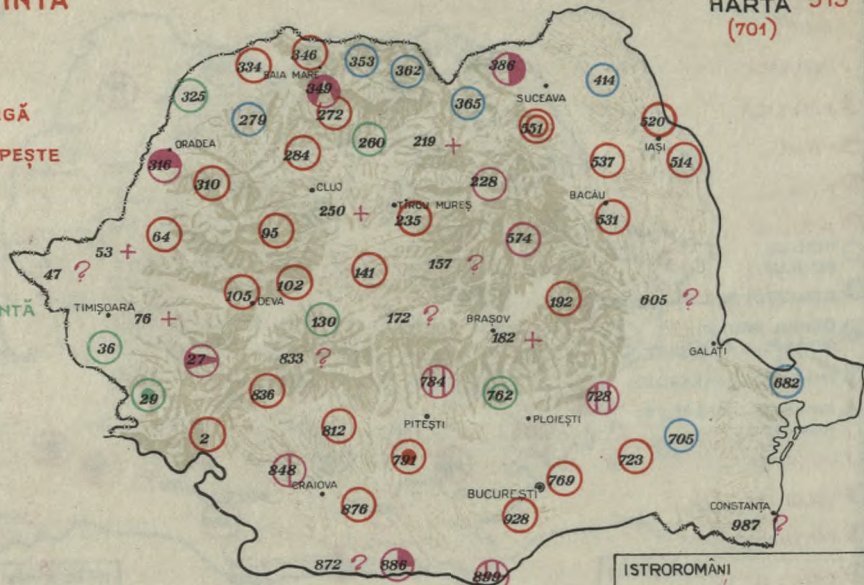 INTA
HARTA 513
(701)
GĂ
PEȘTE
NTĂ
334
346
353
362
386
414
BAIA MARE
349
SUCEAVA
325
279
272
365
551
520
260
219 +
IAȘI
ORADEA
316
284
537
514
310
228
CLUJ
250 +
TÎRGU MUREȘ
235
BACĂU
531
64
95
574
53 +
47 ?
141
157 ?
102
105
DEVA
192
605 ?
TIMIȘOARA
76 +
130
172 ?
BRAȘOV
182 +
36
27
833 ?
GALAȚI
29
836
784
762
728
682
PITEȘTI
PLOIEȘTI
2
812
705
791
723
848
CRAIOVA
769
BUCUREȘTI
876
928
CONSTANȚA
987 ?
872 ?
886
899
ISTROROMÂNI